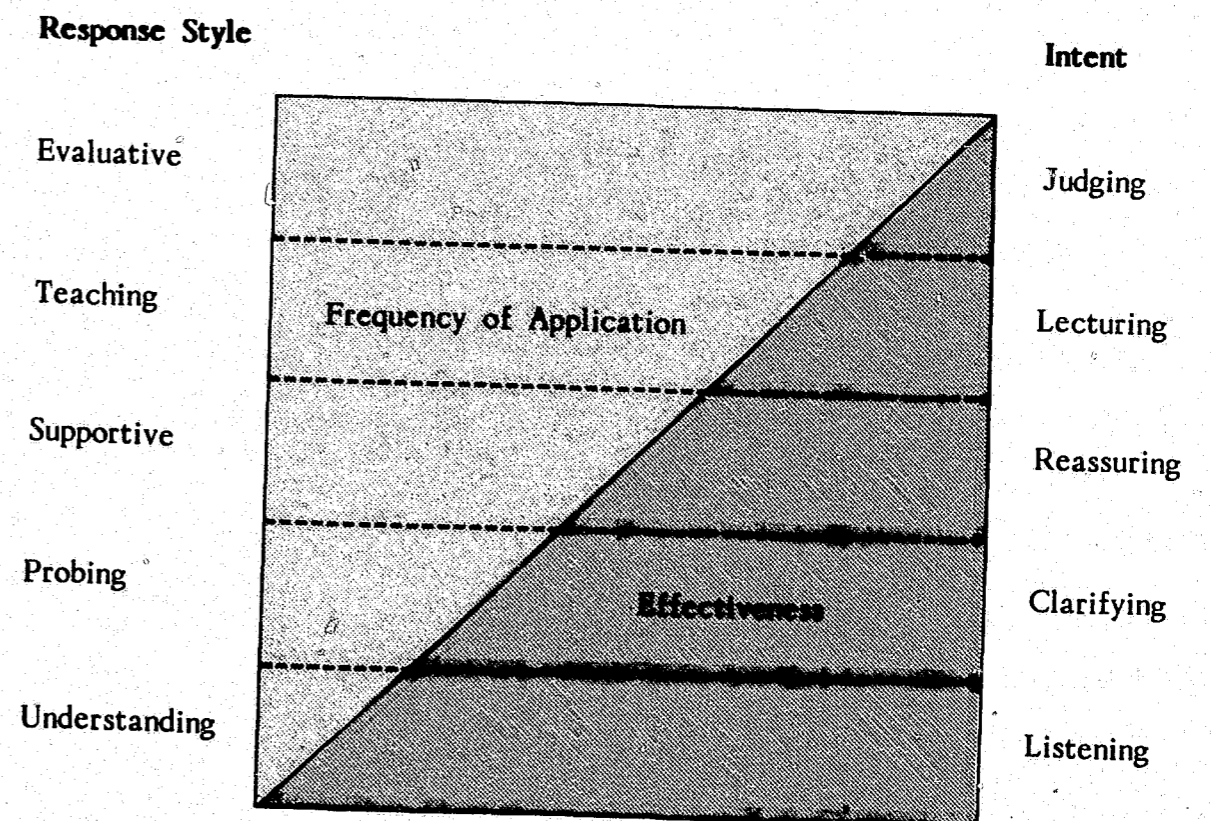 Response Style
Intent
Evaluative
Judging
Teaching
Frequency of Application
Lecturing
Supportive
Reassuring
Probing
Effectiveness
Clarifying
Understanding
Listening